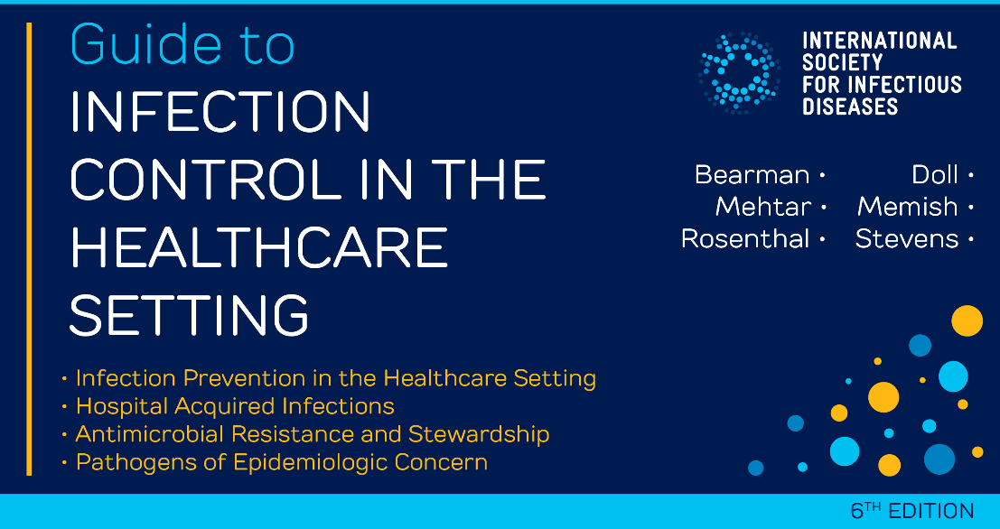 Guide to
INFECTION
CONTROL IN THE
HEALTHCARE
SETTING
• Infection Prevention in the Healthcare Setting
• Hospital Acquired Infections
• Antimicrobial Resistance and Stewardship
• Pathogens of Epidemiologic Concern
INTERNATIONAL
SOCIETY
FOR INFECTIOUS
DISEASES
Bearman • Doll •
Mehtar • Memish •
Rosenthal • Stevens •
6TH EDITION